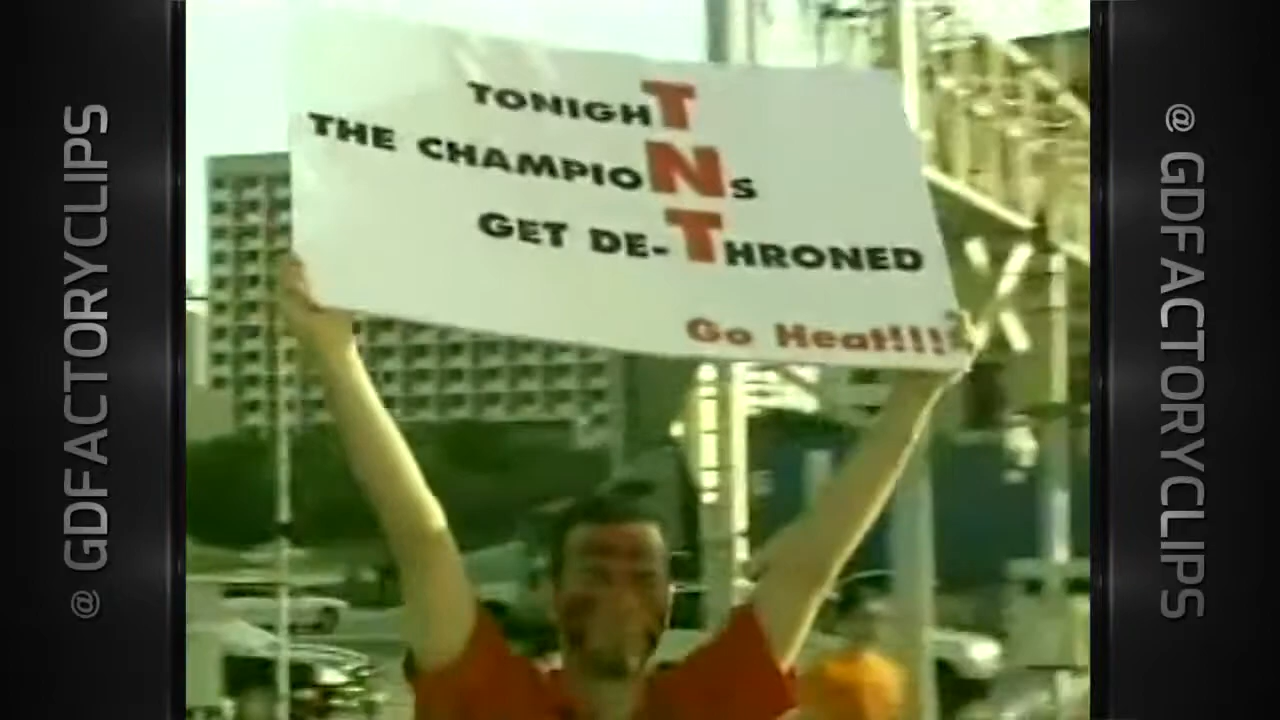 @ GDFACTORYCLIPS
TONIGHT
THE CHAMPIONS
GET DE-THRONED
Go Heat!!!
@ GDFACTORYCLIPS